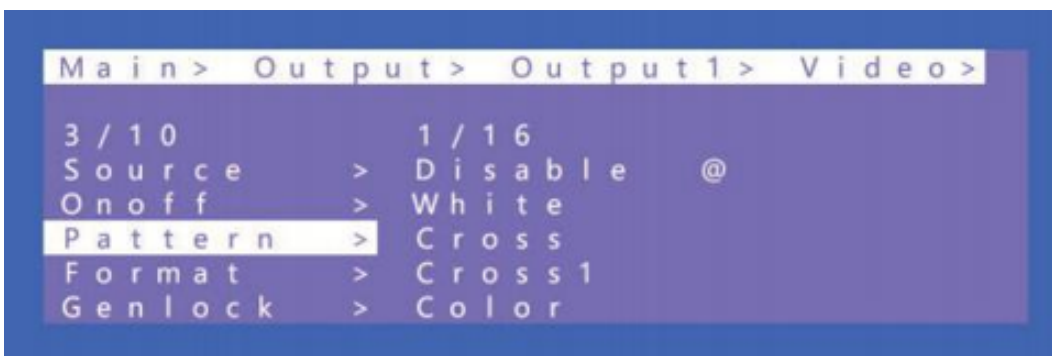 Main> Output> Output1> Video>
3/10 1/16
Source > Disable @
Onoff > White
Pattern > Cross
Format > Cross1
Genlock > Color